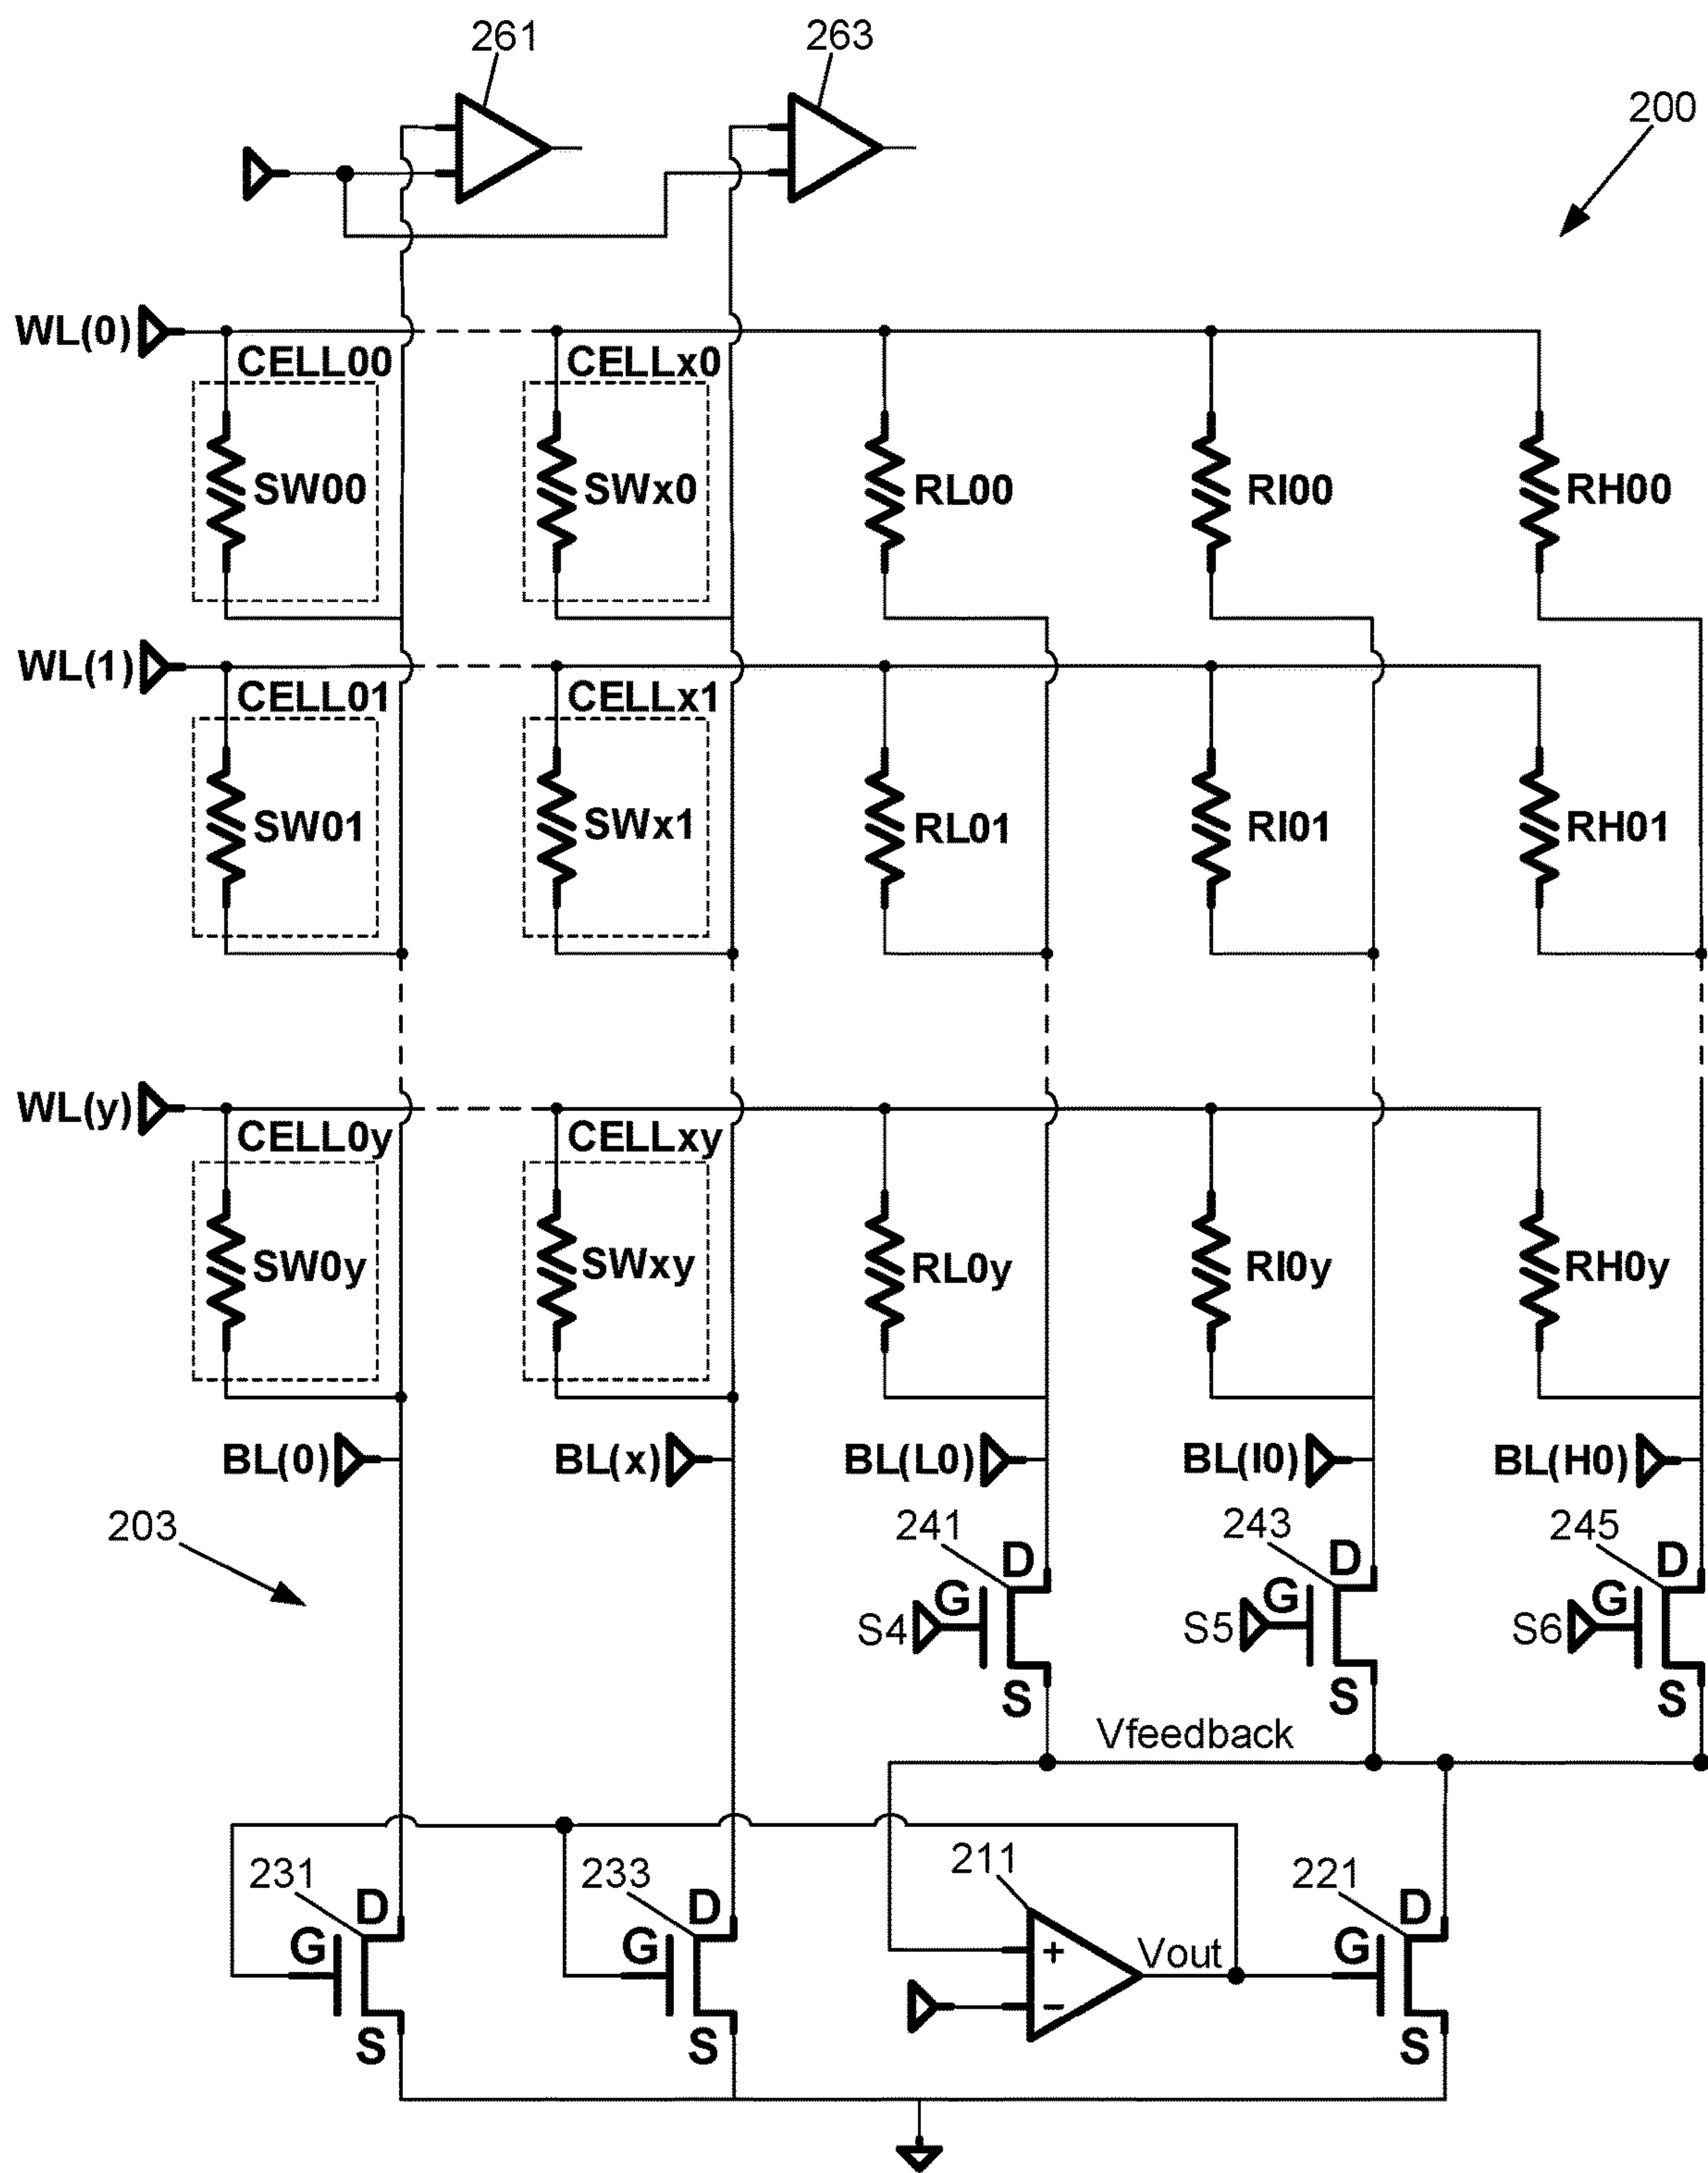 261 263
200
WL(0)
CELL00 CELLx0
SW00 SWx0 RL00 RI00 RH00
WL(1)
CELL01 CELLx1
SW01 SWx1 RL01 RI01 RH01
WL(y)
CELL0y CELLxy
SW0y SWxy RL0y RI0y RH0y
BL(0) BL(x) BL(L0) BL(I0) BL(H0)
203 241 243 245
D D D
G G G
S4 S5 S6
S S S
Vfeedback
231 233 211 221
D D D
G G + Vout G
−
S S S